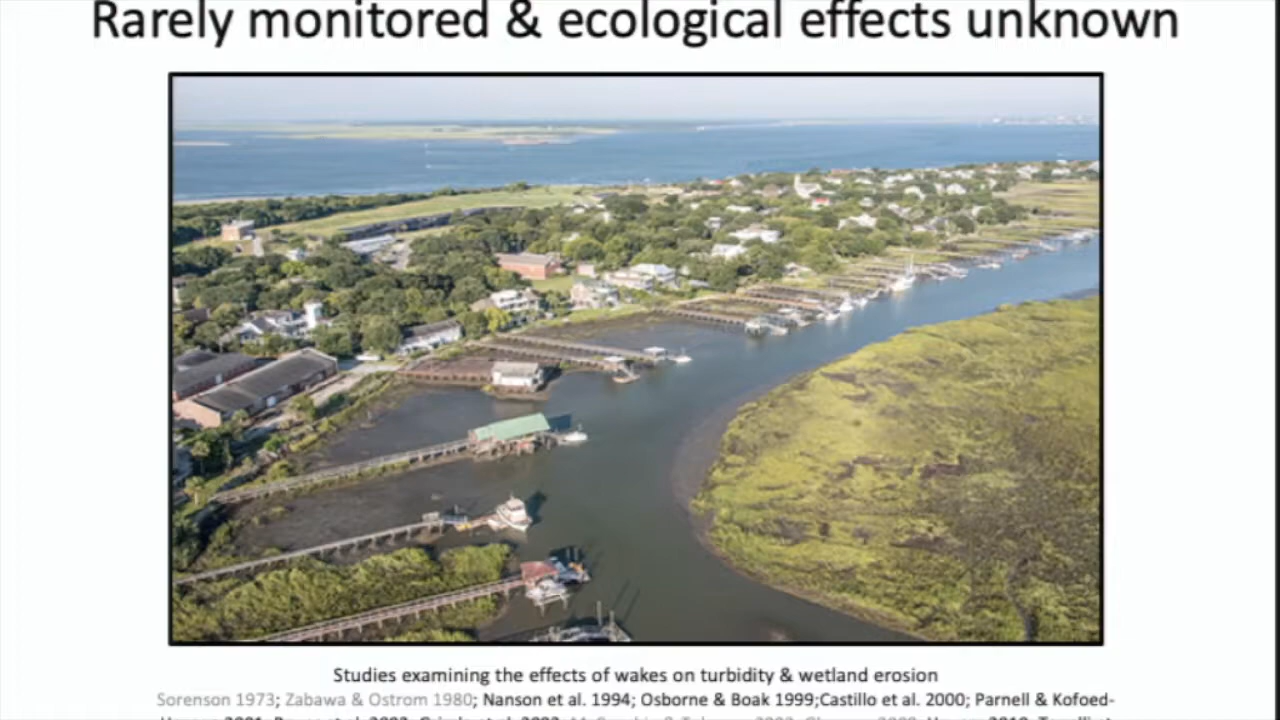 Rarely monitored & ecological effects unknown
Studies examining the effects of wakes on turbidity & wetland erosion
Sorenson 1973; Zabawa & Ostrom 1980; Nanson et al. 1994; Osborne & Boak 1999;Castillo et al. 2000; Parnell & Kofoed-